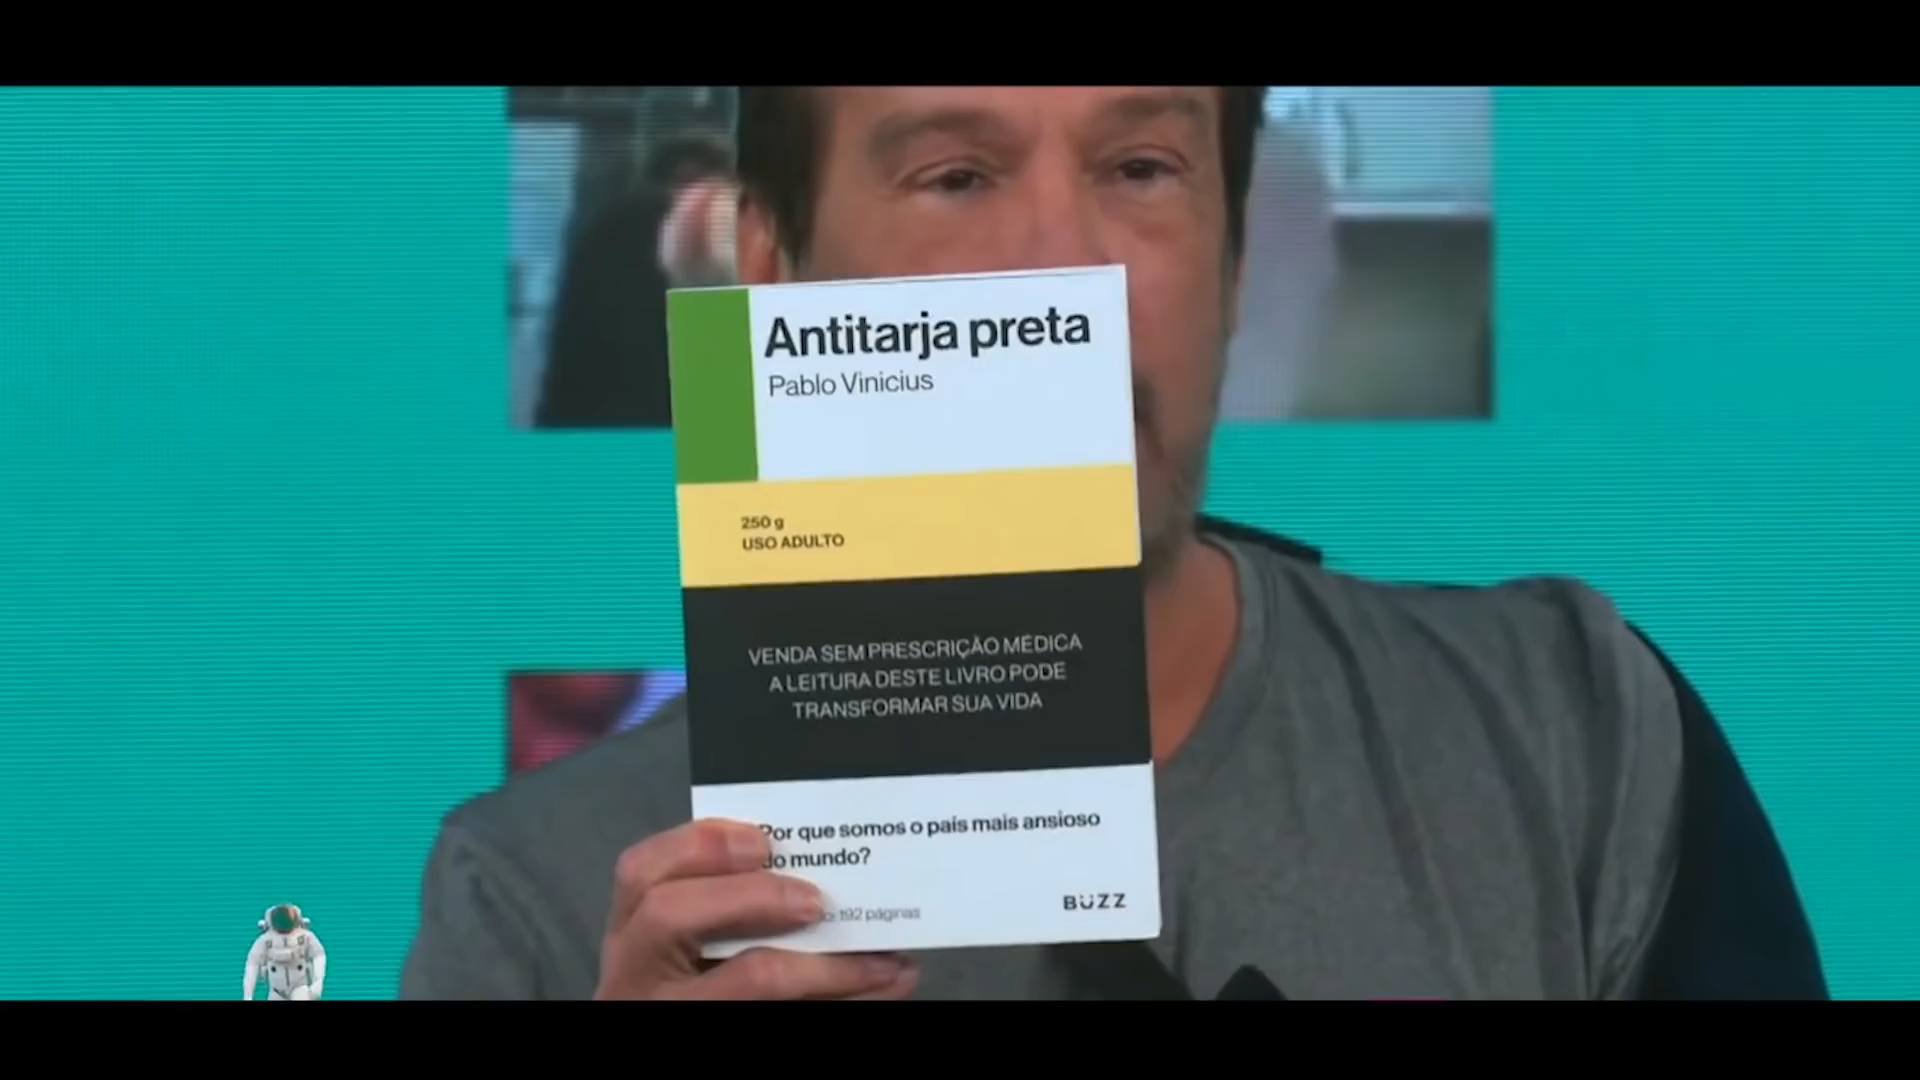 Antitarja preta
Pablo Vinicius
250 g
USO ADULTO
VENDA SEM PRESCRIÇÃO MÉDICA
A LEITURA DESTE LIVRO PODE
TRANSFORMAR SUA VIDA
Por que somos o país mais ansioso
do mundo?
192 páginas
BUZZ